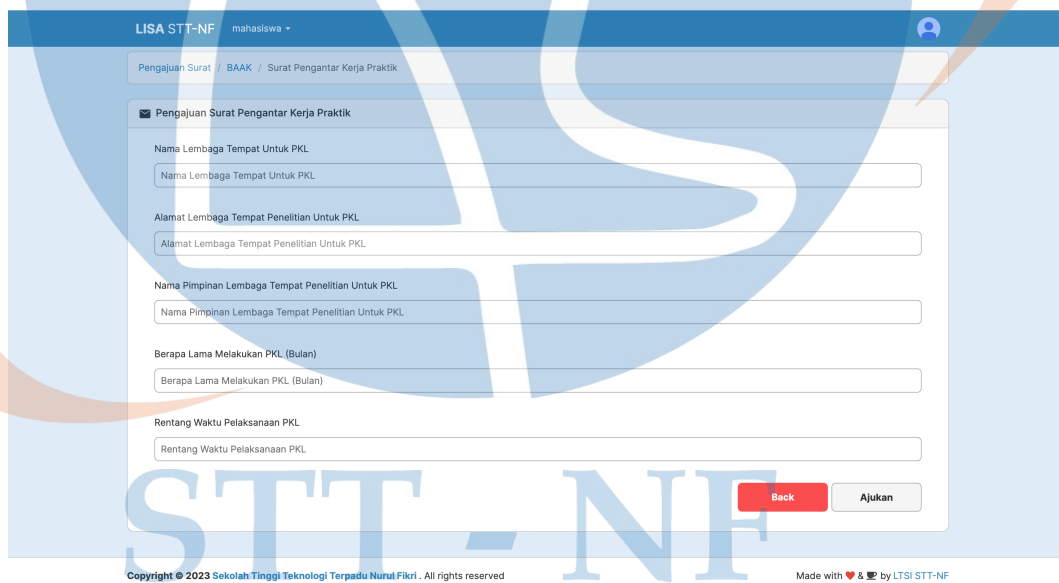 LISA STT-NF mahasiswa
Pengajuan Surat / BAAK / Surat Pengantar Kerja Praktik
Pengajuan Surat Pengantar Kerja Praktik
Nama Lembaga Tempat Untuk PKL
Nama Lembaga Tempat Untuk PKL
Alamat Lembaga Tempat Penelitian Untuk PKL
Alamat Lembaga Tempat Penelitian Untuk PKL
Nama Pimpinan Lembaga Tempat Penelitian Untuk PKL
Nama Pimpinan Lembaga Tempat Penelitian Untuk PKL
Berapa Lama Melakukan PKL (Bulan)
Berapa Lama Melakukan PKL (Bulan)
Rentang Waktu Pelaksanaan PKL
Rentang Waktu Pelaksanaan PKL
Back Ajukan
STT - NF
Copyright © 2023 Sekolah Tinggi Teknologi Terpadu Nurul Fikri . All rights reserved Made with ❤ & 💻 by LTSI STT-NF